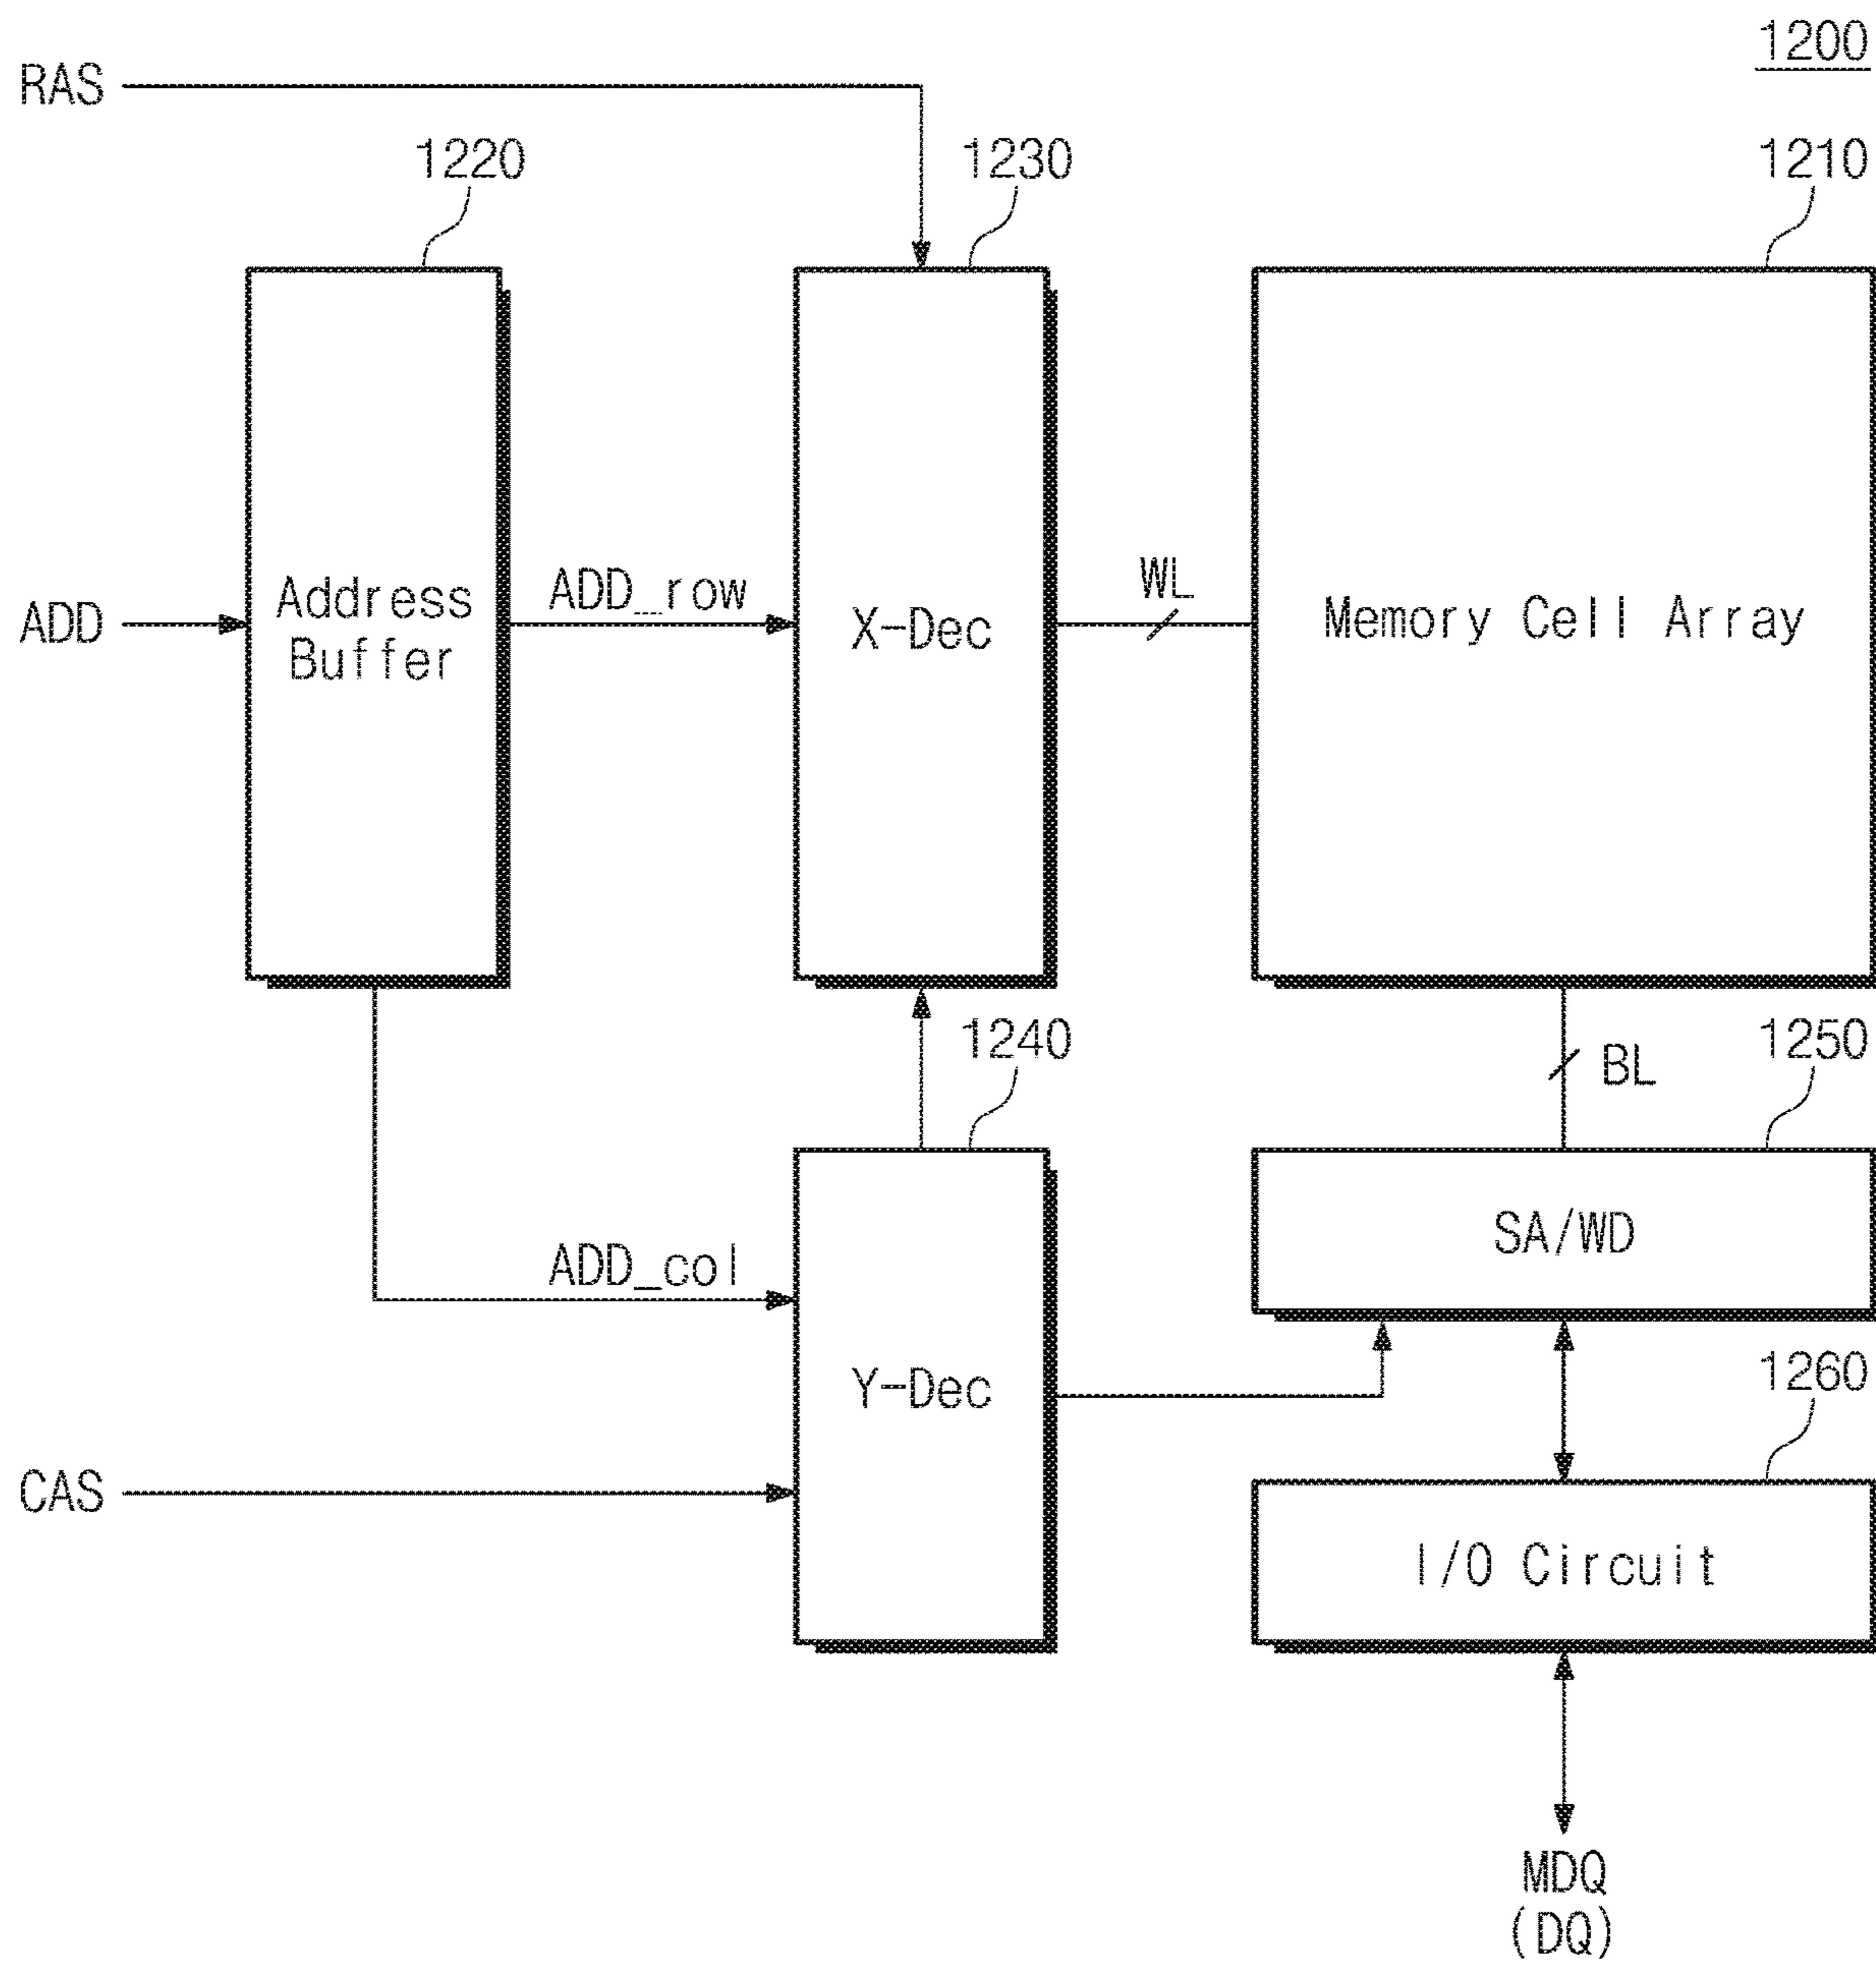 1200
RAS
1220
1230
1210
ADD
Address
Buffer
ADD_row
X-Dec
WL
Memory Cell Array
1240
1250
BL
ADD_col
SA/WD
Y-Dec
1260
CAS
I/O Circuit
MDQ
(DQ)